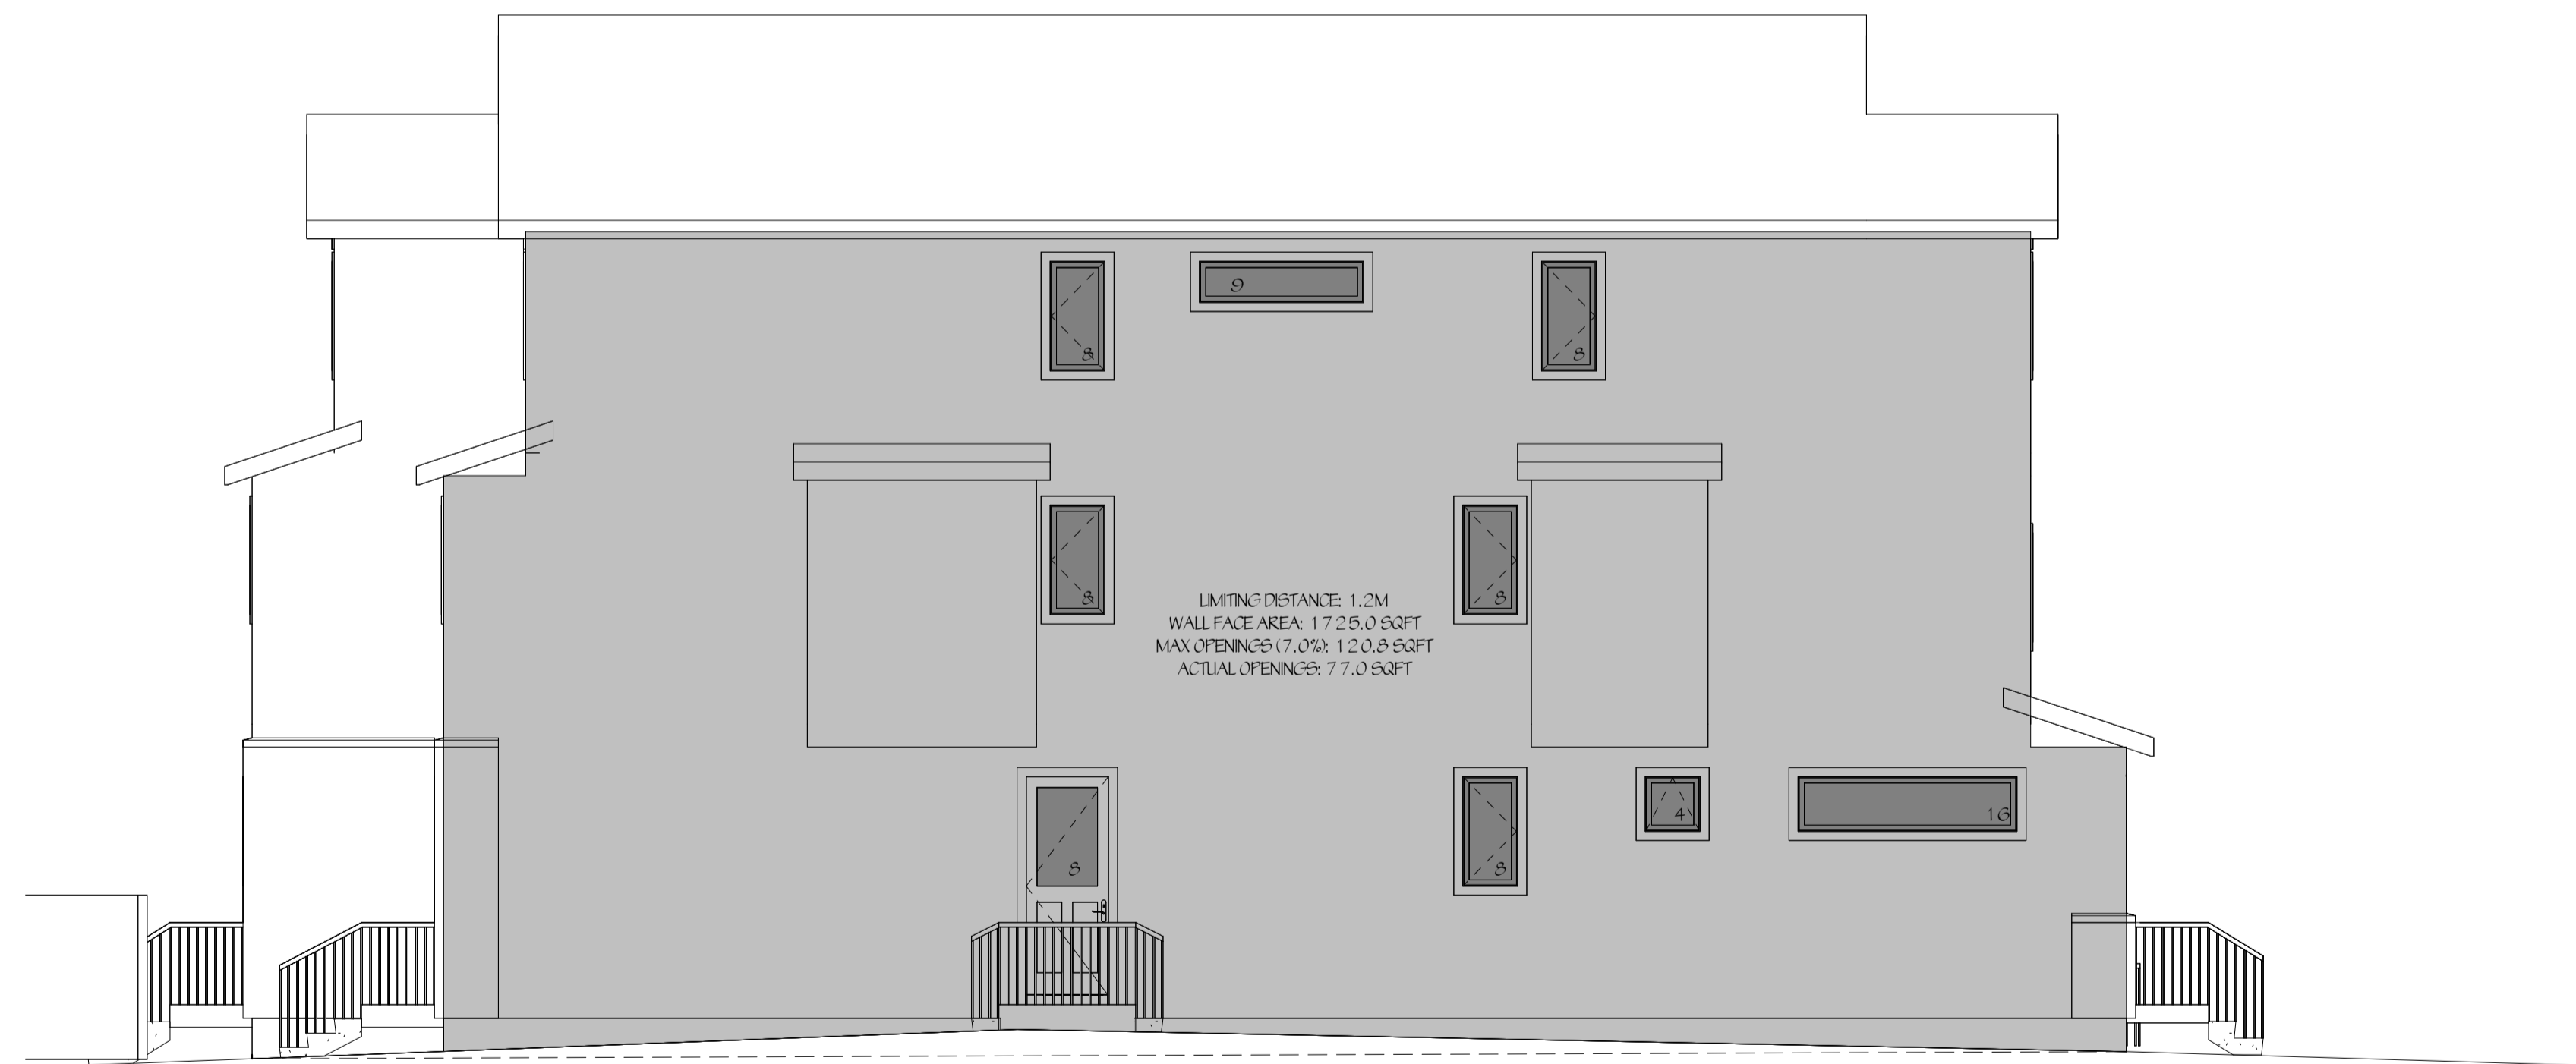 9
8
8
8
8
LIMITING DISTANCE: 1.2M
WALL FACE AREA: 1725.0 SQFT
MAX OPENINGS (7.0%): 120.8 SQFT
ACTUAL OPENINGS: 77.0 SQFT
4
16
8
8